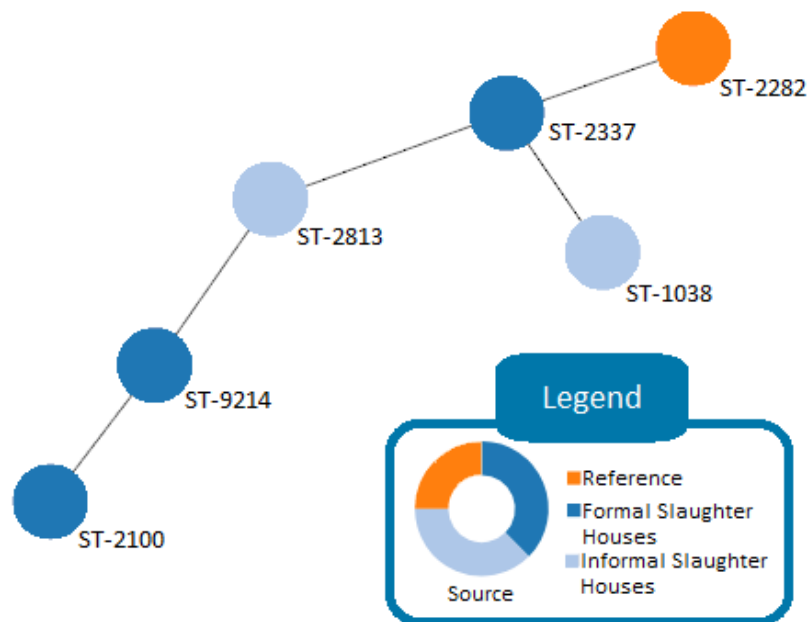 ST-2282
ST-2337
ST-2813
ST-1038
ST-9214
ST-2100
Legend
Reference
Formal Slaughter
Houses
Informal Slaughter
Houses
Source